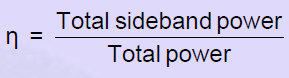 η = Total sideband power
Total power